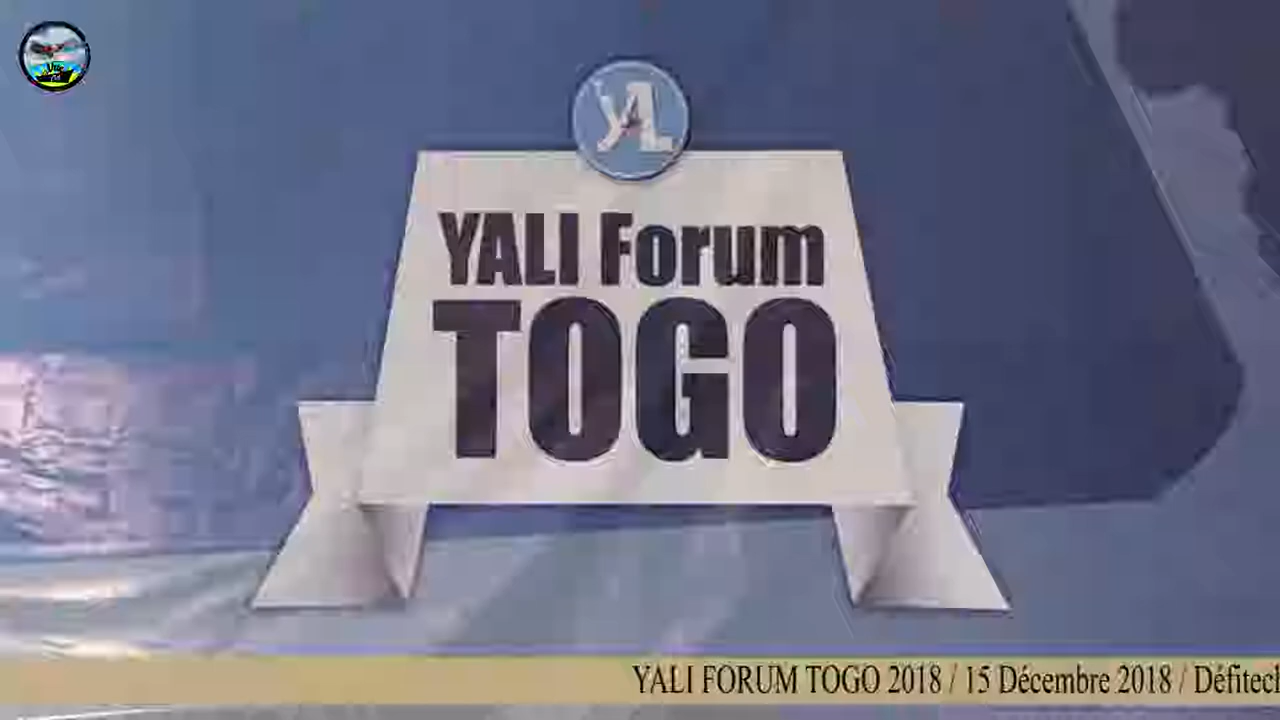 YAL
YALI Forum
TOGO
YALI FORUM TOGO 2018 / 15 Décembre 2018 / Défitech